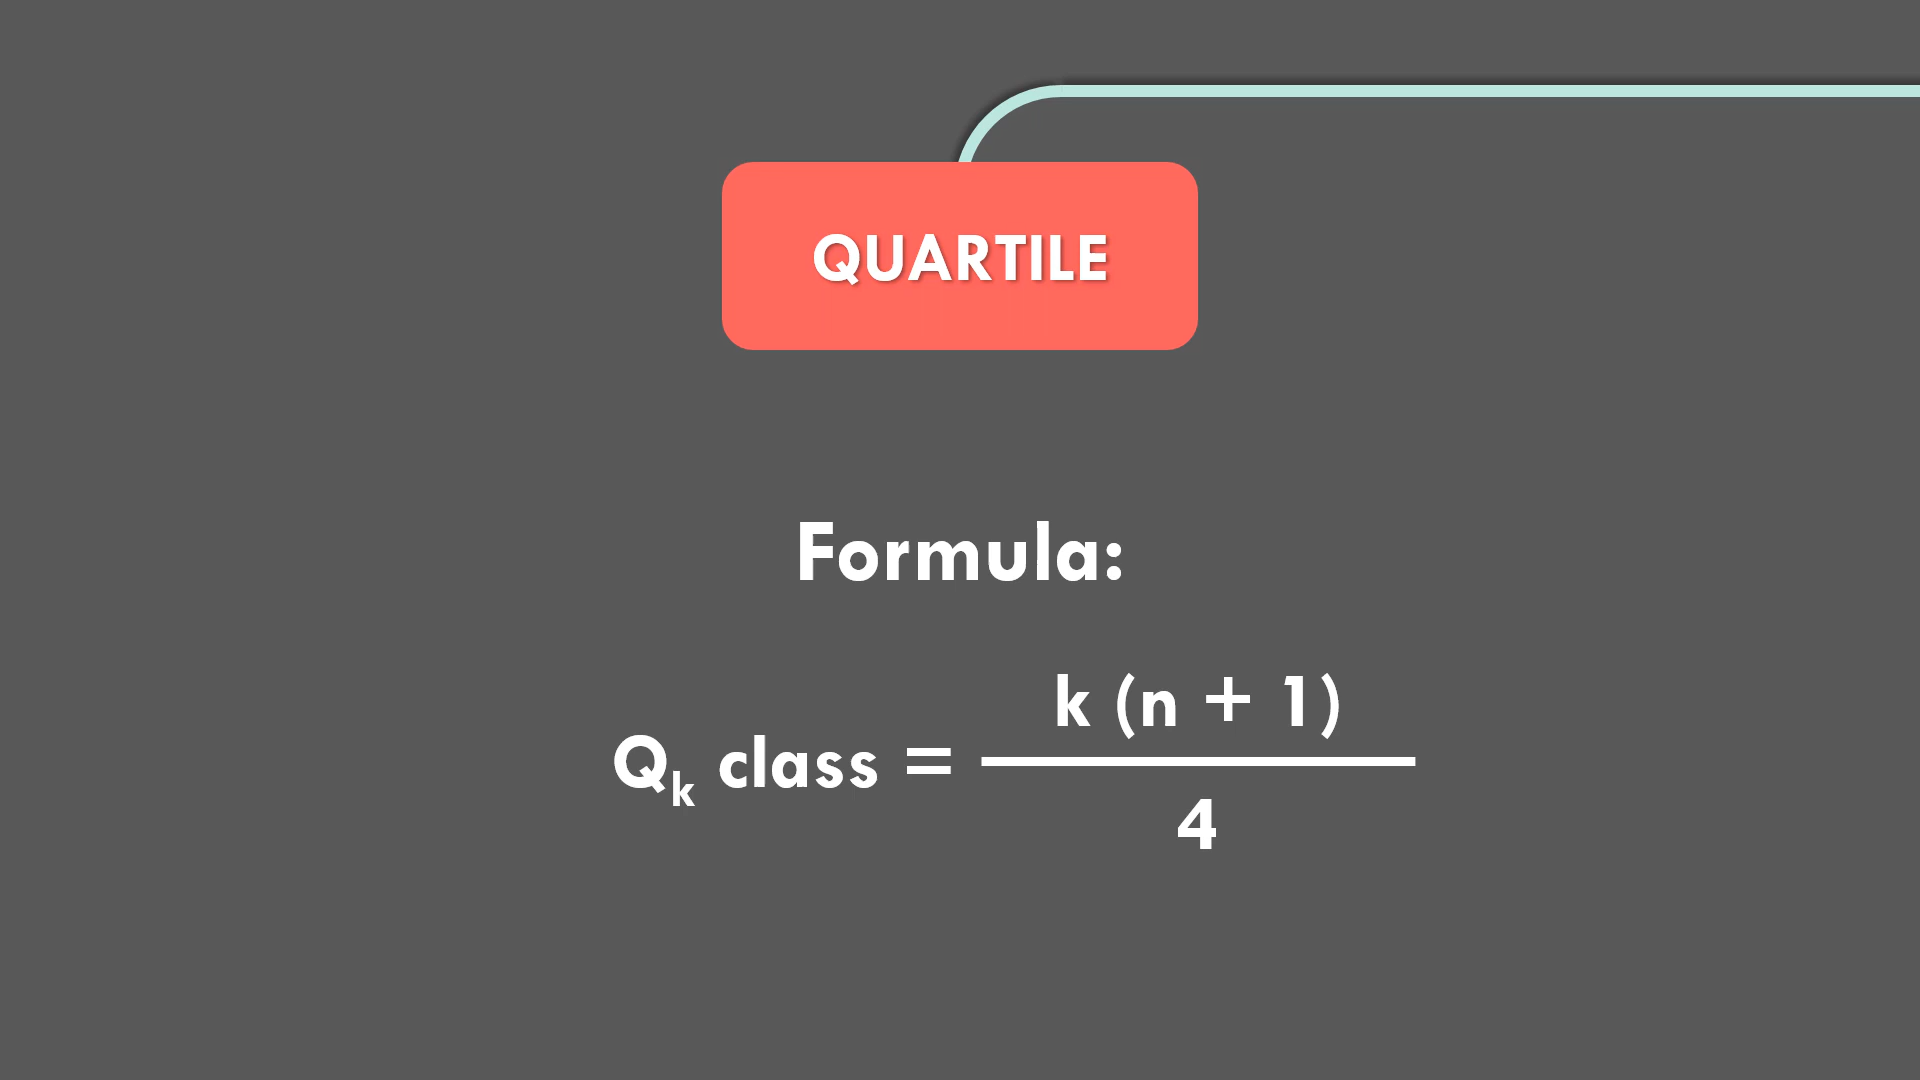 QUARTILE
Formula:
k (n + 1)
Qk class =
4